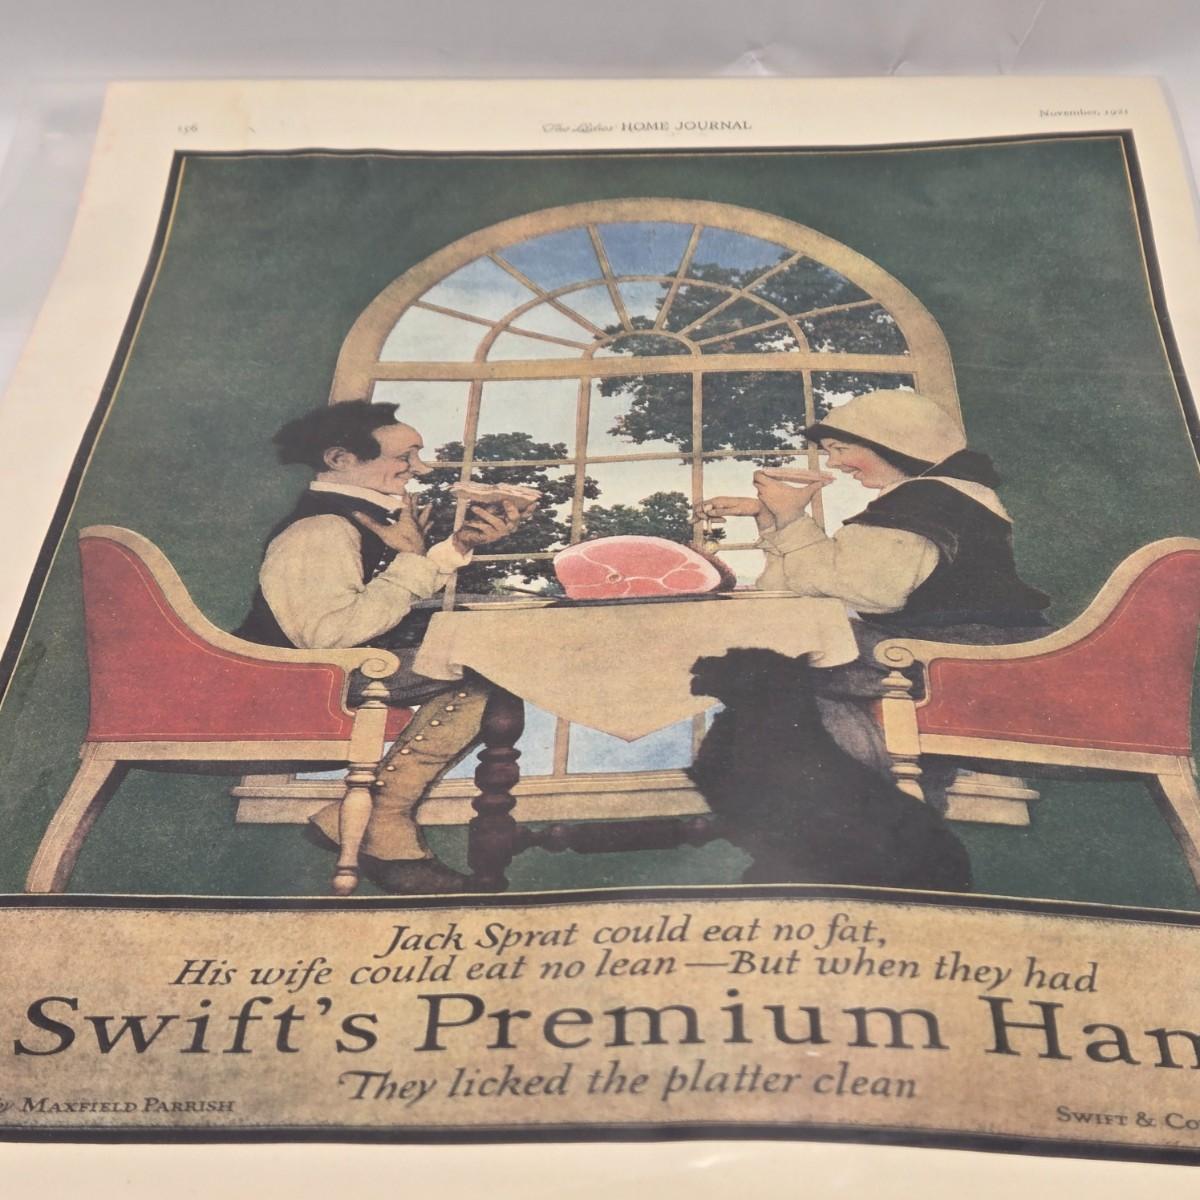 156
The Ladies' HOME JOURNAL
November, 1921
Jack Sprat could eat no fat,
His wife could eat no lean—But when they had
Swift's Premium Ham
They licked the platter clean
by MAXFIELD PARRISH
SWIFT & Co